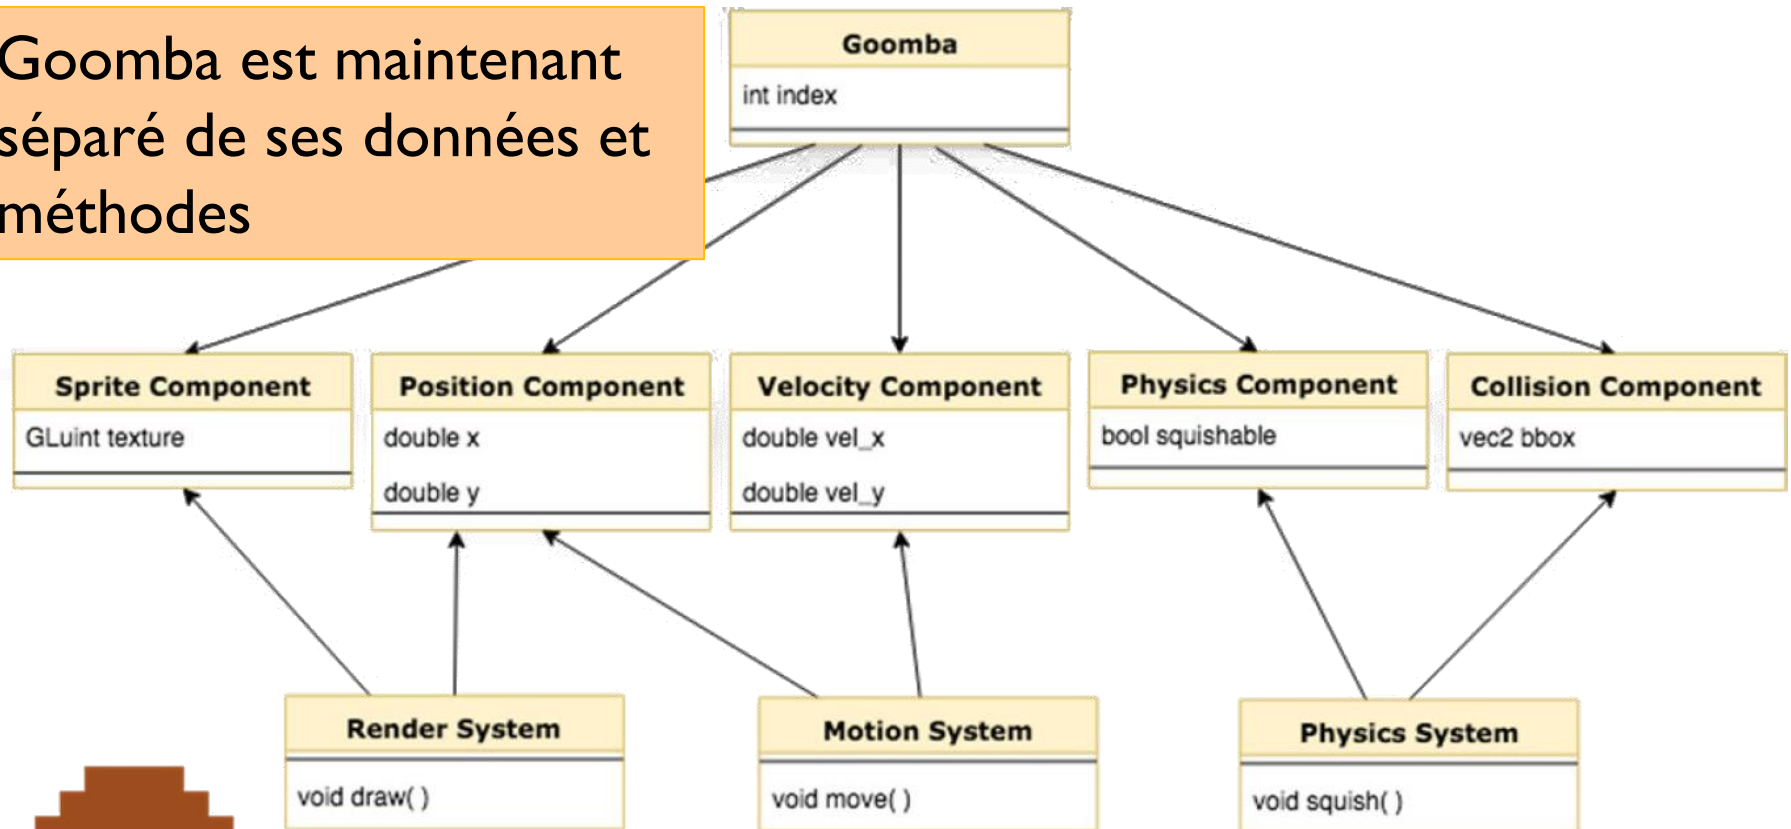 Goomba est maintenant
séparé de ses données et
méthodes
Goomba
int index
Sprite Component
GLuint texture
Position Component
double x
double y
Velocity Component
double vel_x
double vel_y
Physics Component
bool squishable
Collision Component
vec2 bbox
Render System
void draw( )
Motion System
void move( )
Physics System
void squish( )